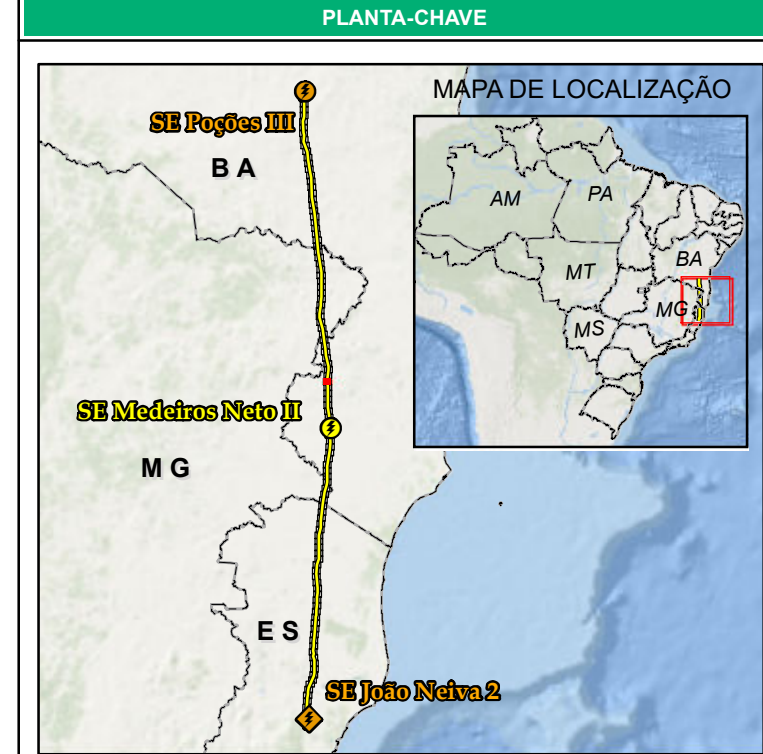 PLANTA-CHAVE
MAPA DE LOCALIZAÇÃO
SE Poções III
B A
AM
PA
BA
MT
MG
MS
SE Medeiros Neto II
M G
E S
SE João Neiva 2